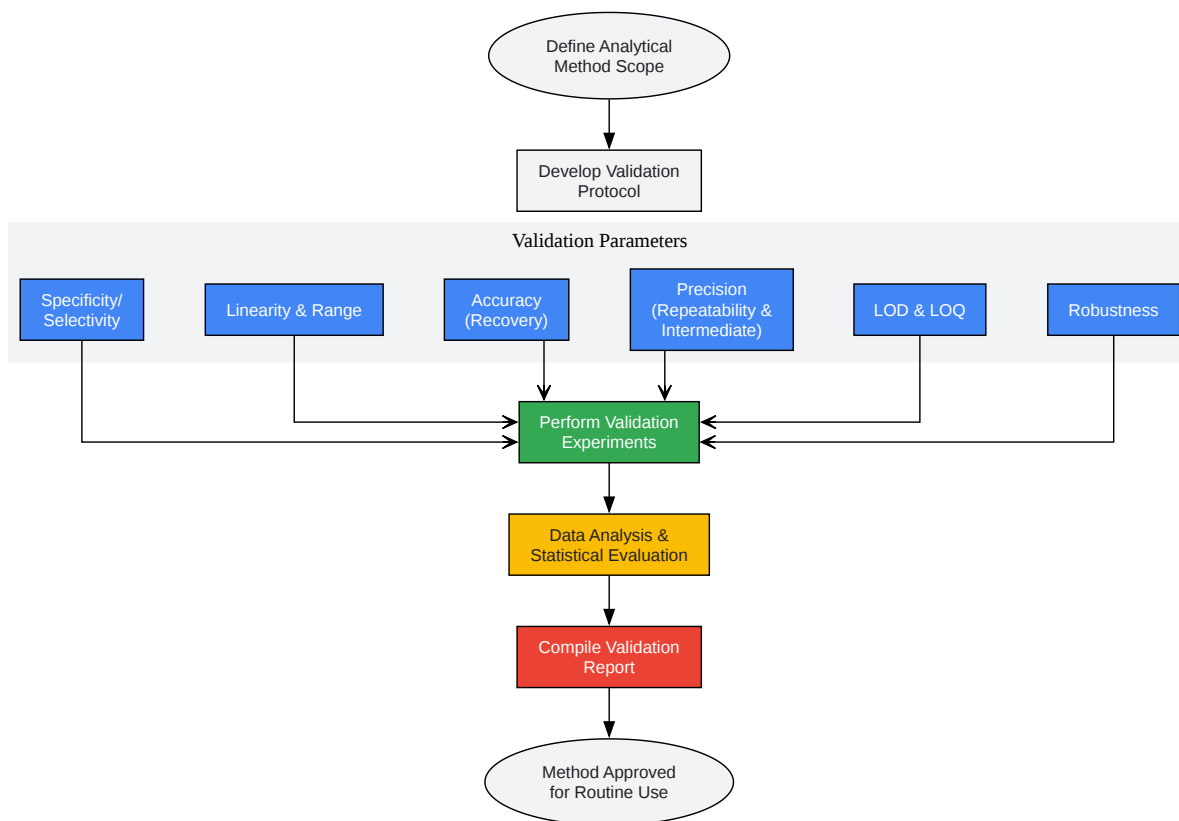 Define Analytical
Method Scope
Develop Validation
Protocol
Validation Parameters
Specificity/
Selectivity
Linearity & Range
Accuracy
(Recovery)
Precision
(Repeatability &
Intermediate)
LOD & LOQ
Robustness
Perform Validation
Experiments
Data Analysis &
Statistical Evaluation
Compile Validation
Report
Method Approved
for Routine Use